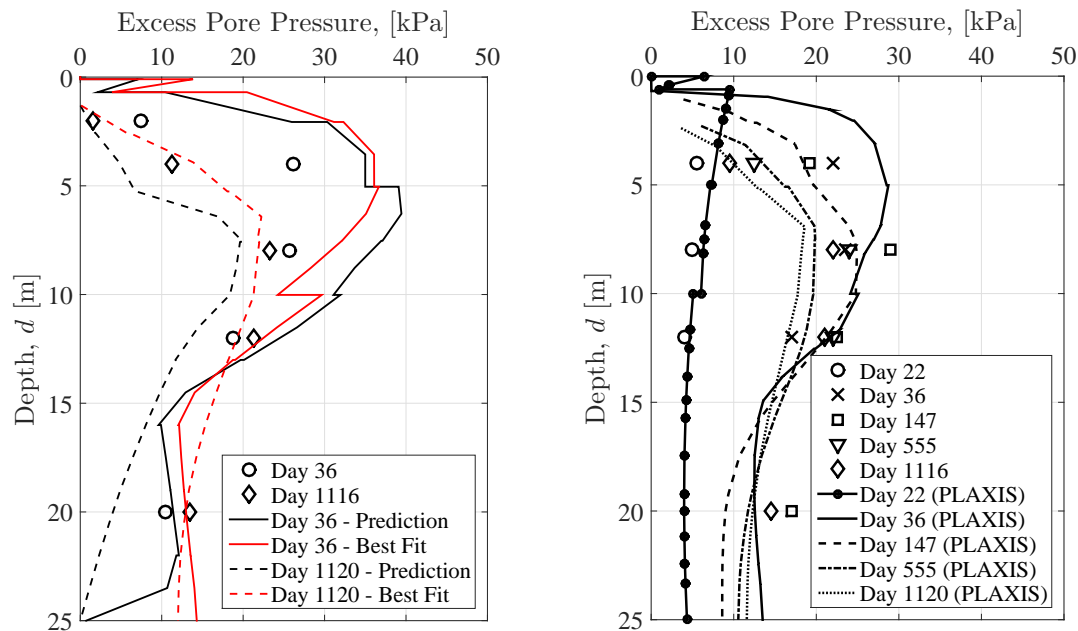 Excess Pore Pressure, [kPa]
0 10 20 30 40 50
0
5
10
15
20
25
Depth, d [m]
Day 36
Day 1116
Day 36 - Prediction
Day 36 - Best Fit
Day 1120 - Prediction
Day 1120 - Best Fit
Excess Pore Pressure, [kPa]
0 10 20 30 40 50
0
5
10
15
20
25
Depth, d [m]
Day 22
Day 36
Day 147
Day 555
Day 1116
Day 22 (PLAXIS)
Day 36 (PLAXIS)
Day 147 (PLAXIS)
Day 555 (PLAXIS)
Day 1120 (PLAXIS)